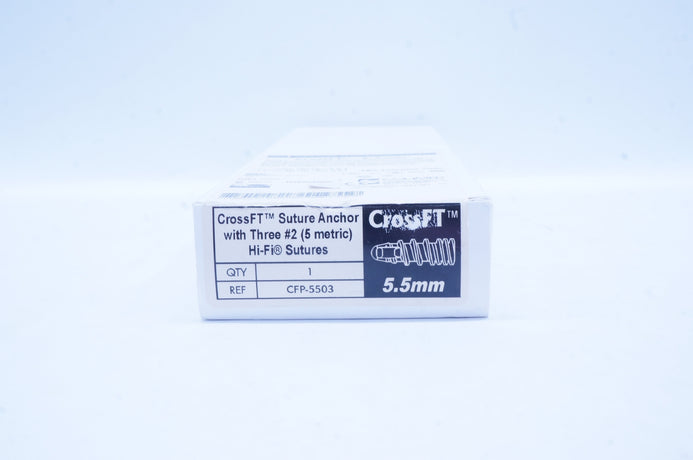 CrossFT™ Suture Anchor
with Three #2 (5 metric)
Hi-Fi® Sutures
QTY 1
REF CFP-5503
CrossFT™
5.5mm